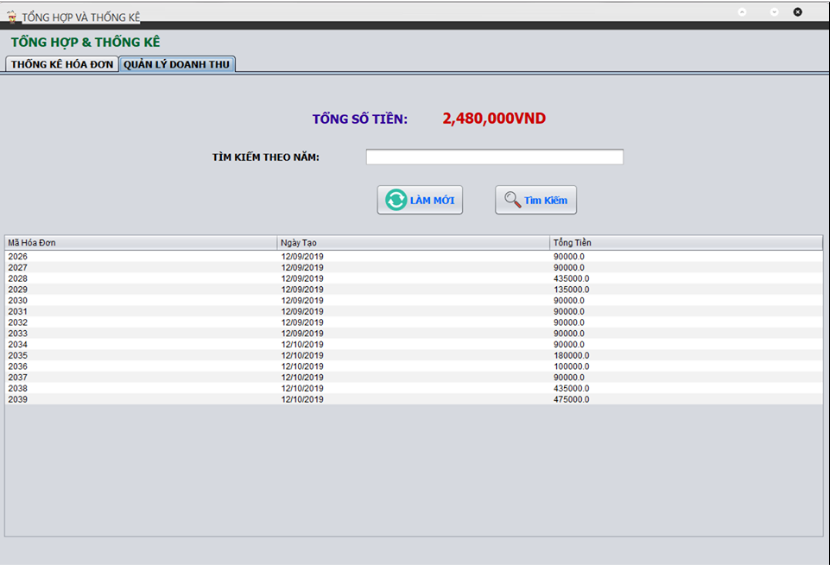 TỔNG HỢP VÀ THỐNG KÊ
TỔNG HỢP & THỐNG KÊ
THỐNG KÊ HÓA ĐƠN QUẢN LÝ DOANH THU
TỔNG SỐ TIỀN: 2,480,000VND
TÌM KIẾM THEO NĂM:
LÀM MỚI Tìm Kiếm
Mã Hóa Đơn Ngày Tạo Tổng Tiền
2026 12/09/2019 90000.0
2027 12/09/2019 90000.0
2028 12/09/2019 435000.0
2029 12/09/2019 135000.0
2030 12/09/2019 90000.0
2031 12/09/2019 90000.0
2032 12/09/2019 90000.0
2033 12/09/2019 90000.0
2034 12/10/2019 90000.0
2035 12/10/2019 180000.0
2036 12/10/2019 100000.0
2037 12/10/2019 90000.0
2038 12/10/2019 435000.0
2039 12/10/2019 475000.0